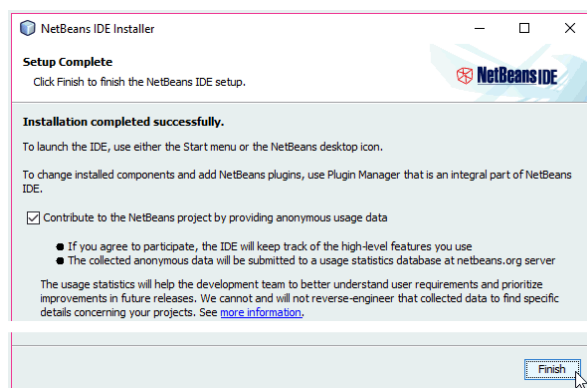 NetBeans IDE Installer
Setup Complete
Click Finish to finish the NetBeans IDE setup.
NetBeans IDE
Installation completed successfully.
To launch the IDE, use either the Start menu or the NetBeans desktop icon.
To change installed components and add NetBeans plugins, use Plugin Manager that is an integral part of NetBeans
IDE.
Contribute to the NetBeans project by providing anonymous usage data
● If you agree to participate, the IDE will keep track of the high-level features you use
● The collected anonymous data will be submitted to a usage statistics database at netbeans.org server
The usage statistics will help the development team to better understand user requirements and prioritize
improvements in future releases. We cannot and will not reverse-engineer that collected data to find specific
details concerning your projects. See more information.
Finish